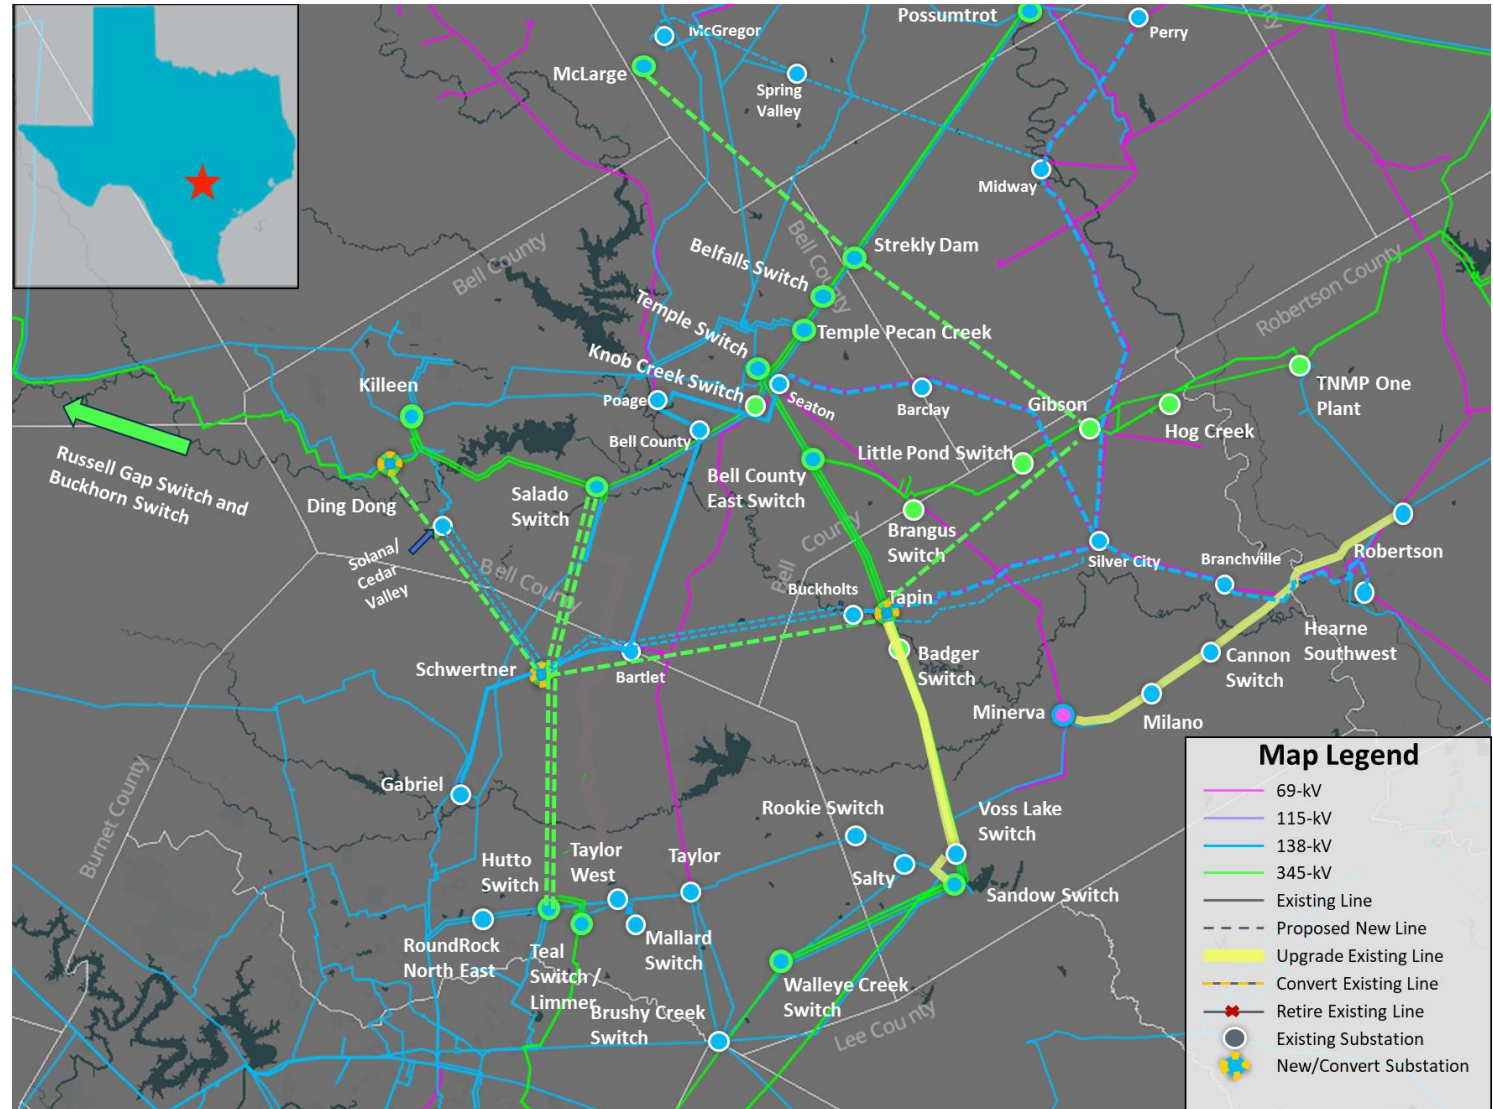 Possumtrot
McGregor
Perry
McLarge
Spring
Valley
Midway
Bell County
Bell County
Belfalls Switch
Strekly Dam
Robertson County
Temple Switch
Temple Pecan Creek
Knob Creek Switch
Killeen
Poage
Seaton
Barclay
Gibson
TNMP One
Plant
Hog Creek
Bell County
Little Pond Switch
Russell Gap Switch and
Buckhorn Switch
Ding Dong
Salado
Switch
Bell County
East Switch
Brangus
Switch
Solana/
Cedar
Valley
Bell County
Bell County
Silver City
Branchville
Robertson
Buckholts
Tapin
Hearne
Southwest
Schwertner
Bartlet
Badger
Switch
Cannon
Switch
Minerva
Milano
Burnet County
Gabriel
Rookie Switch
Voss Lake
Switch
Hutto
Switch
Taylor
West
Taylor
Salty
Sandow Switch
RoundRock
North East
Teal
Switch /
Limmer
Mallard
Switch
Walleye Creek
Switch
Brushy Creek
Switch
Lee County
Map Legend
69-kV
115-kV
138-kV
345-kV
Existing Line
Proposed New Line
Upgrade Existing Line
Convert Existing Line
Retire Existing Line
Existing Substation
New/Convert Substation